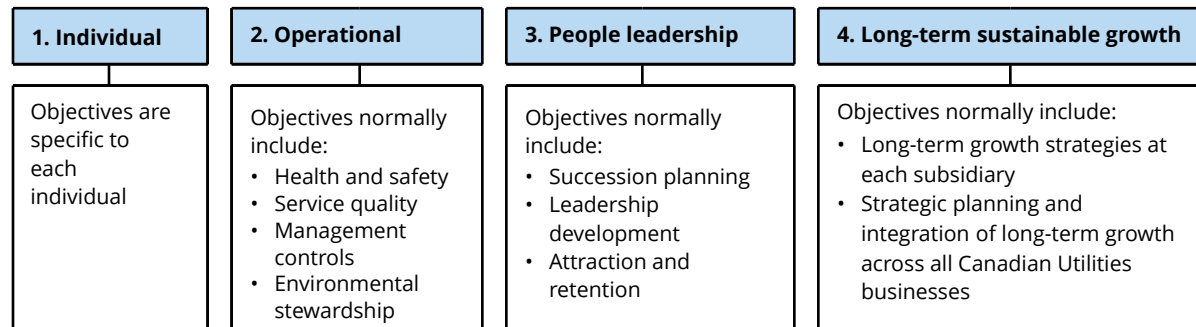 1. Individual
Objectives are
specific to
each
individual
2. Operational
Objectives normally
include:
• Health and safety
• Service quality
• Management
controls
• Environmental
stewardship
3. People leadership
Objectives normally
include:
• Succession planning
• Leadership
development
• Attraction and
retention
4. Long-term sustainable growth
Objectives normally include:
• Long-term growth strategies at
each subsidiary
• Strategic planning and
integration of long-term growth
across all Canadian Utilities
businesses